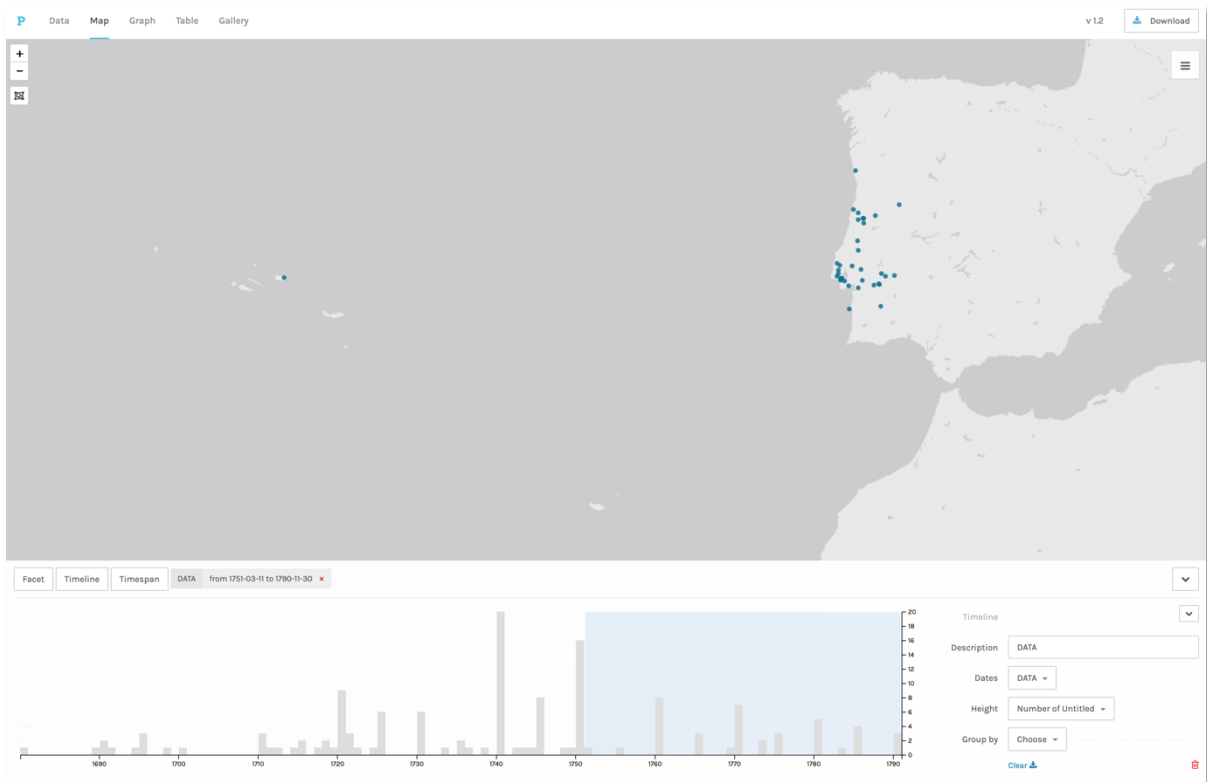 P Data Map Graph Table Gallery v 1.2 Download
+
−
Facet Timeline Timespan DATA from 1751-03-11 to 1790-11-30 ×
Timeline
Description DATA
Dates DATA
Height Number of Untitled
Group by Choose
Clear
20
18
16
14
12
10
8
6
4
2
0
1690 1700 1710 1720 1730 1740 1750 1760 1770 1780 1790